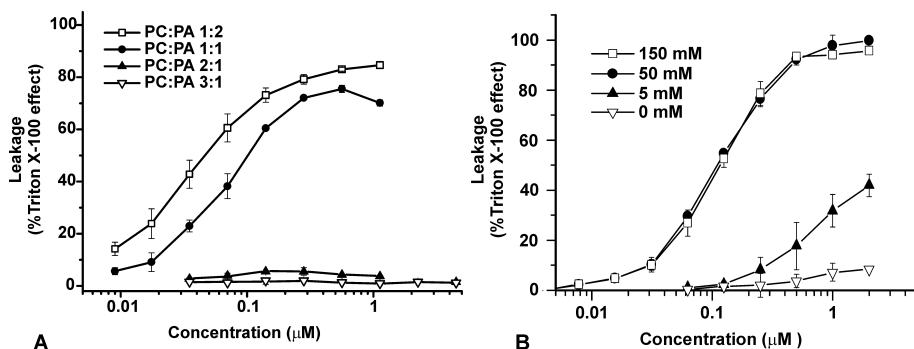 PC:PA 1:2
PC:PA 1:1
PC:PA 2:1
PC:PA 3:1
Leakage
(%Triton X-100 effect)
100
80
60
40
20
0
0.01
0.1
1
Concentration (μM)
A
150 mM
50 mM
5 mM
0 mM
Leakage
(%Triton X-100 effect)
100
80
60
40
20
0
0.01
0.1
1
Concentration (μM )
B